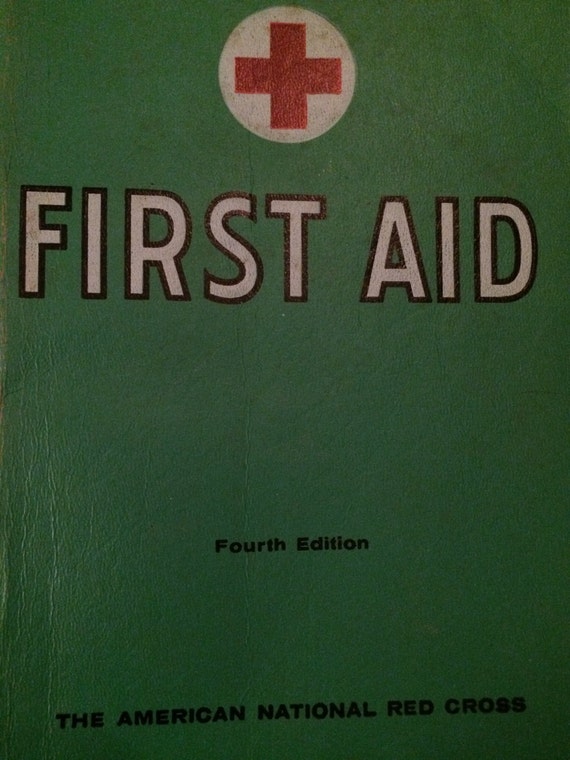 FIRST AID
Fourth Edition
THE AMERICAN NATIONAL RED CROSS